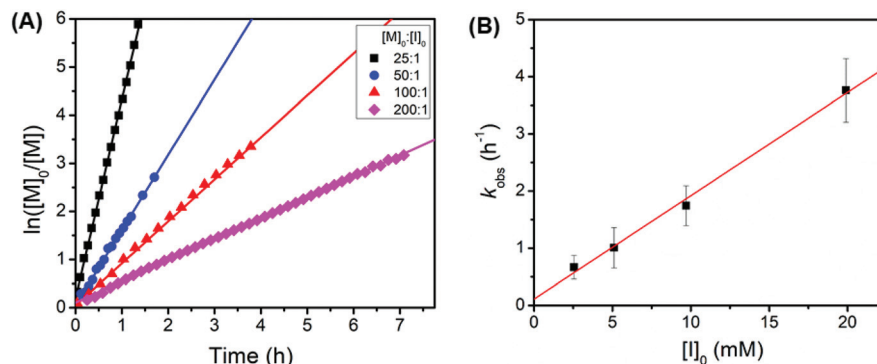 (A)
ln([M]₀/[M])
6
5
4
3
2
1
0
0 1 2 3 4 5 6 7
Time (h)
[M]₀:[I]₀
25:1
50:1
100:1
200:1
(B)
k_obs (h⁻¹)
5
4
3
2
1
0
0 5 10 15 20
[I]₀ (mM)